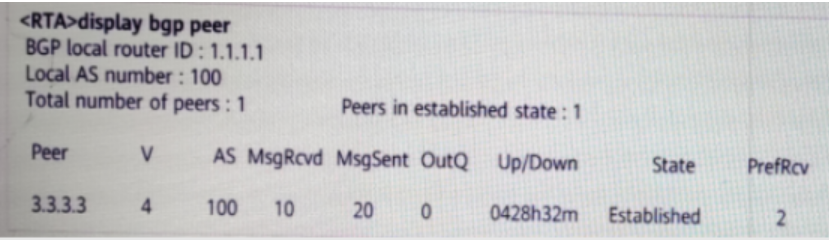 <RTA>display bgp peer
BGP local router ID : 1.1.1.1
Local AS number : 100
Total number of peers : 1 Peers in established state : 1
Peer V AS MsgRcvd MsgSent OutQ Up/Down State PrefRcv
3.3.3.3 4 100 10 20 0 0428h32m Established 2